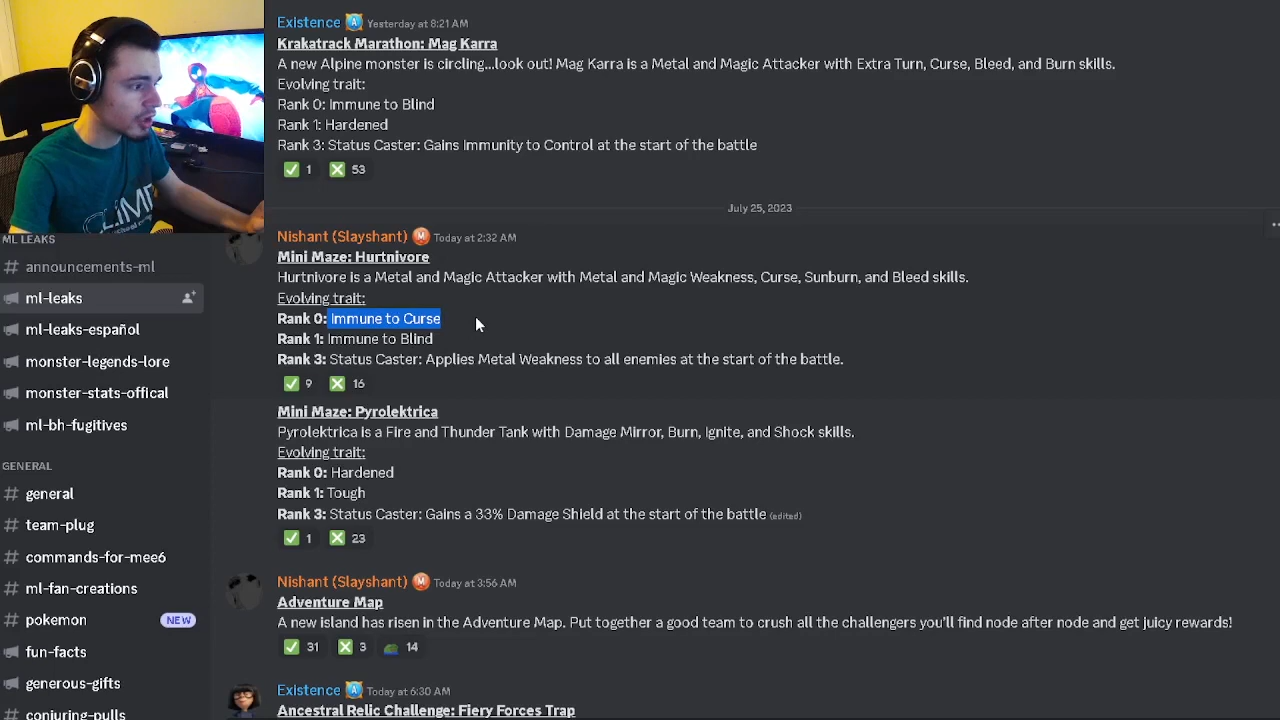 Existence Yesterday at 8:21 AM
Krakatrack Marathon: Mag Karra
A new Alpine monster is circling...look out! Mag Karra is a Metal and Magic Attacker with Extra Turn, Curse, Bleed, and Burn skills.
Evolving trait:
Rank 0: Immune to Blind
Rank 1: Hardened
Rank 3: Status Caster: Gains Immunity to Control at the start of the battle
1 53
July 25, 2023
Nishant (Slayshant) Today at 2:32 AM
Mini Maze: Hurtnivore
Hurtnivore is a Metal and Magic Attacker with Metal and Magic Weakness, Curse, Sunburn, and Bleed skills.
Evolving trait:
Rank 0: Immune to Curse
Rank 1: Immune to Blind
Rank 3: Status Caster: Applies Metal Weakness to all enemies at the start of the battle.
9 16
Mini Maze: Pyrolektrica
Pyrolektrica is a Fire and Thunder Tank with Damage Mirror, Burn, Ignite, and Shock skills.
Evolving trait:
Rank 0: Hardened
Rank 1: Tough
Rank 3: Status Caster: Gains a 33% Damage Shield at the start of the battle (edited)
1 23
Nishant (Slayshant) Today at 3:56 AM
Adventure Map
A new island has risen in the Adventure Map. Put together a good team to crush all the challengers you'll find node after node and get juicy rewards!
31 3 14
Existence Today at 6:30 AM
Ancestral Relic Challenge: Fiery Forces Trap
ML LEAKS
# announcements-ml
ml-leaks
ml-leaks-español
monster-legends-lore
monster-stats-offical
ml-bh-fugitives
GENERAL
# general
# team-plug
# commands-for-mee6
# ml-fan-creations
# pokemon NEW
# fun-facts
# generous-gifts
# conjuring-pulls
CLIMB